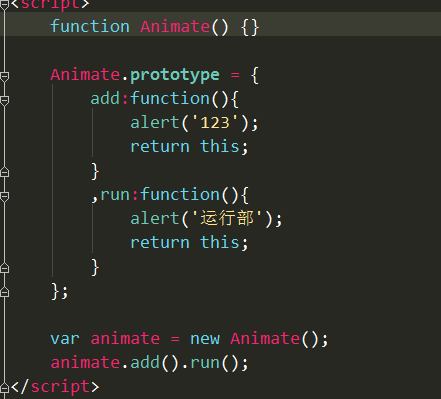 <script>
    function Animate() {}

    Animate.prototype = {
        add:function(){
            alert('123');
            return this;
        }
        ,run:function(){
            alert('运行部');
            return this;
        }
    };

    var animate = new Animate();
    animate.add().run();
</script>